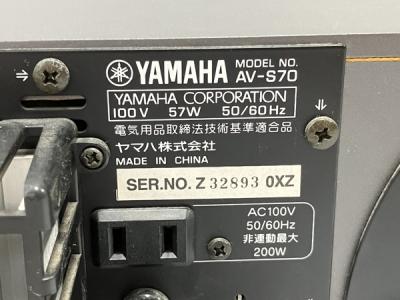 YAMAHA MODEL NO. AV-S70
YAMAHA CORPORATION
100V 57W 50/60Hz
電気用品取締法技術基準適合品
ヤマハ株式会社
MADE IN CHINA
SER.NO. Z 32893 0XZ
AC100V
50/60Hz
非連動最大
200W